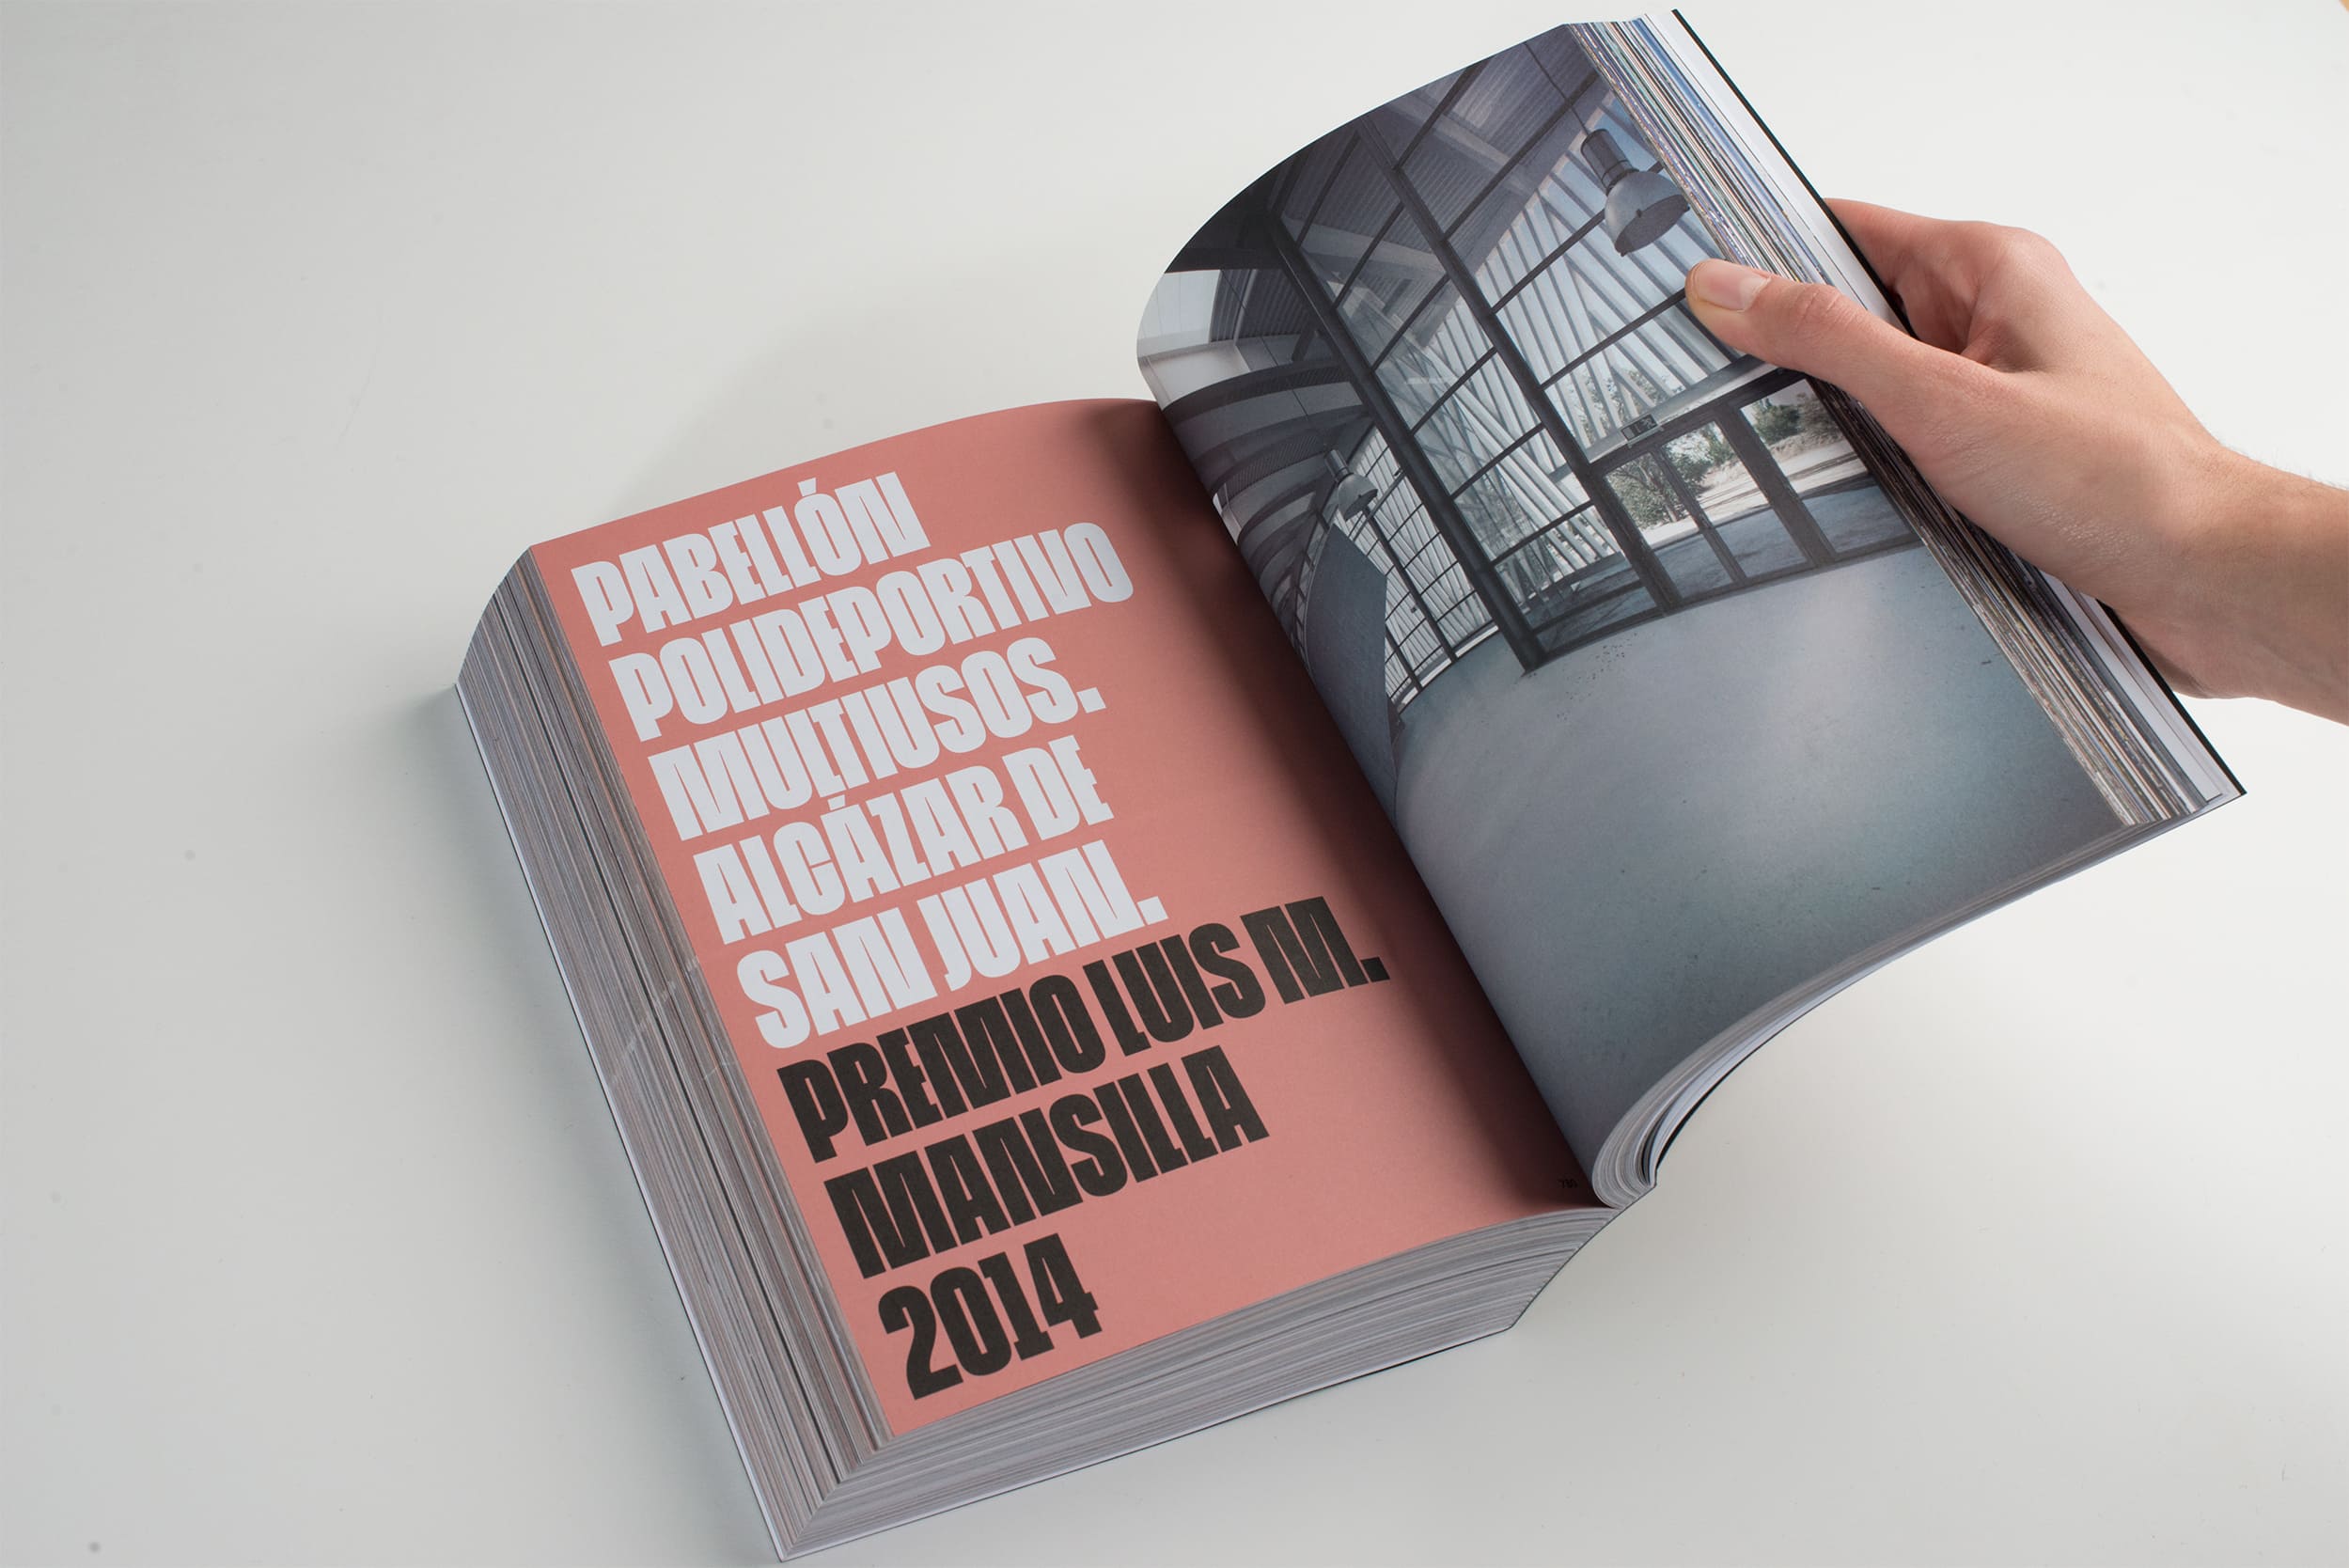 PABELLÓN
POLIDEPORTIVO
MULTIUSOS.
ALCÁZAR DE
SAN JUAN.
PREMIO LUIS M.
MANSILLA
2014